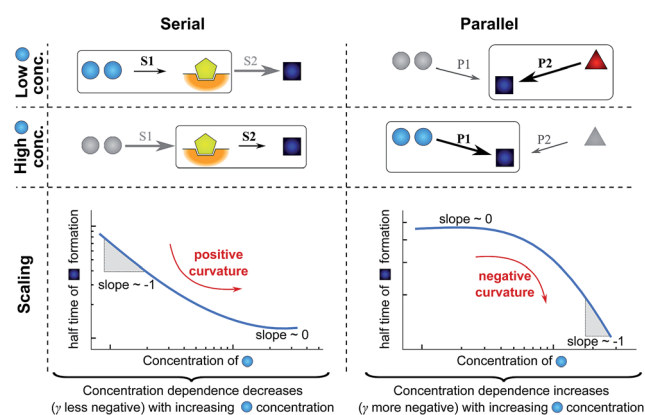 Serial
Parallel
Low conc.
S1
S2
P1
P2
High conc.
S1
S2
P1
P2
Scaling
half time of formation
positive
curvature
slope ~ -1
slope ~ 0
Concentration of
half time of formation
slope ~ 0
negative
curvature
slope ~ -1
Concentration of
Concentration dependence decreases
(γ less negative) with increasing concentration
Concentration dependence increases
(γ more negative) with increasing concentration